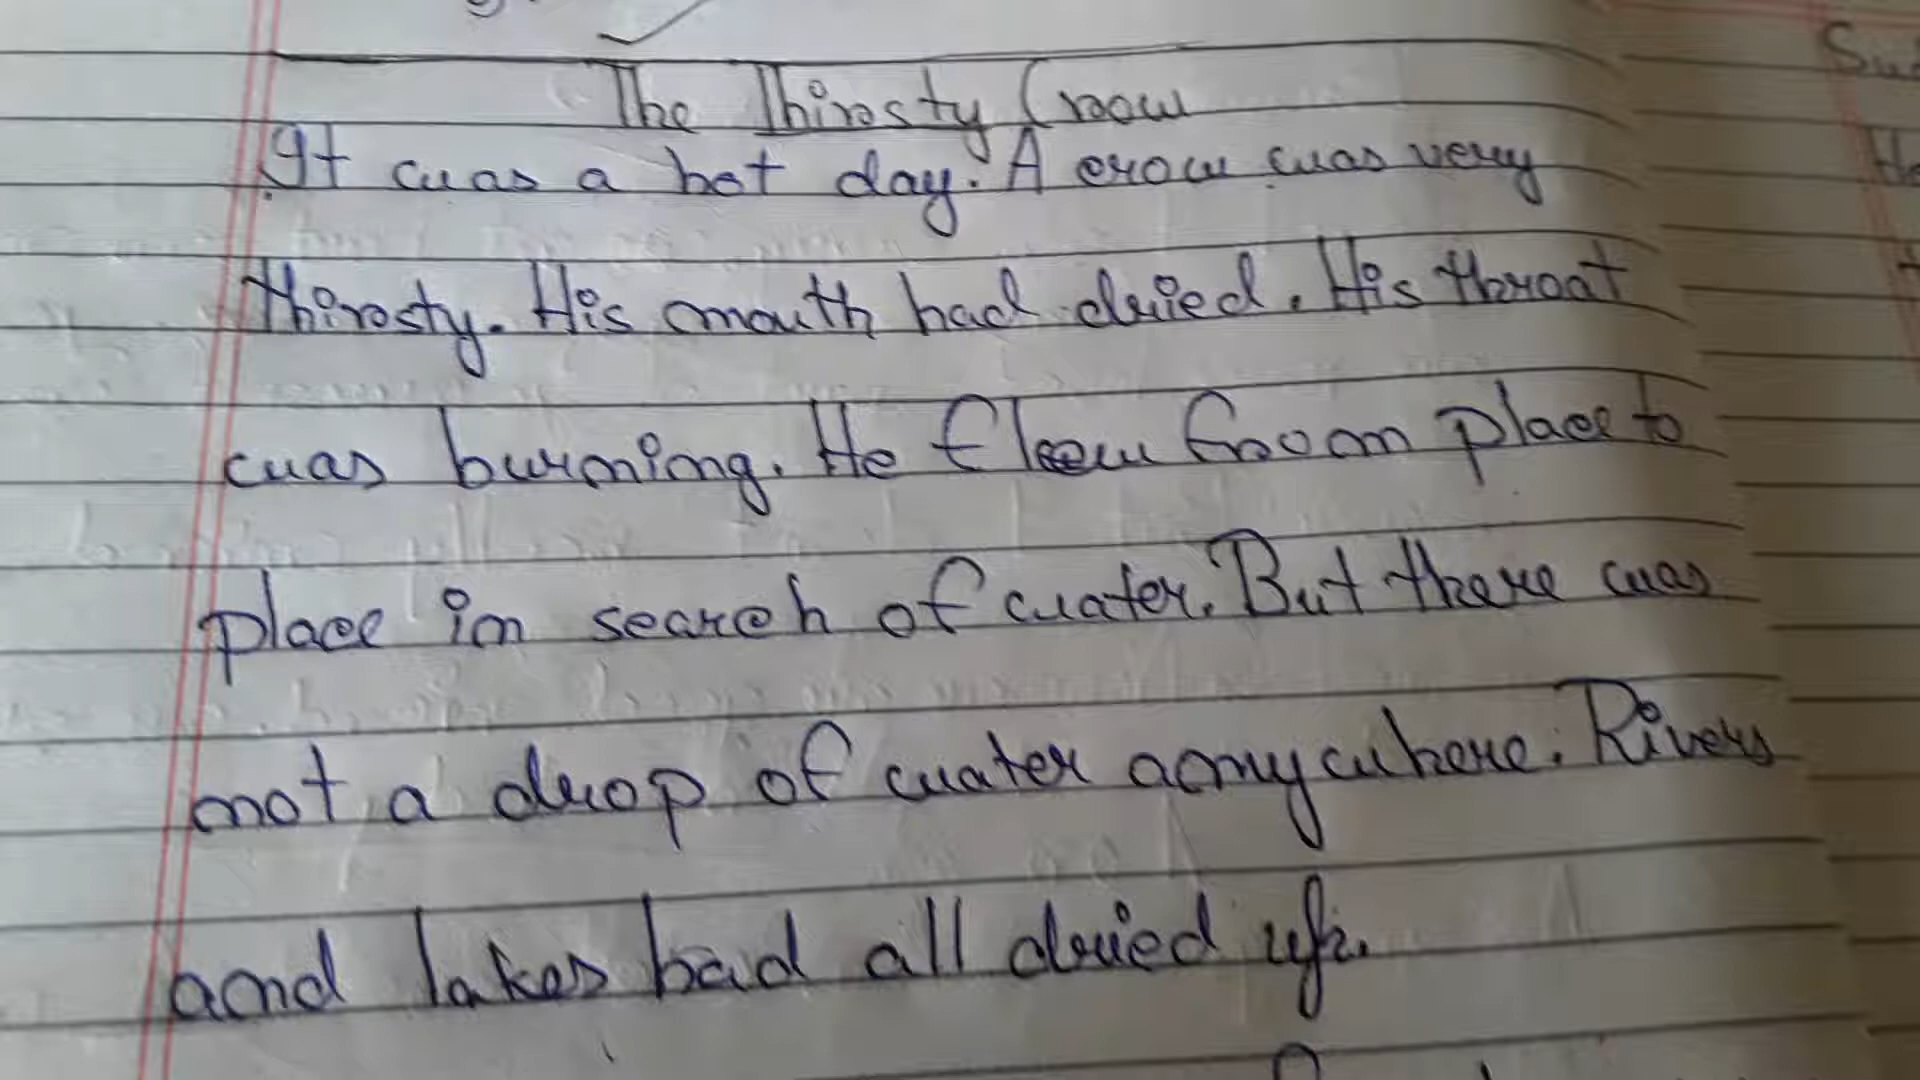 The Thirsty Crow
It was a hot day. A crow was very
thirsty. His mouth had dried. His throat
was burning. He flew from place to
place in search of water. But there was
not a drop of water anywhere. Rivers
and lakes had all dried up.